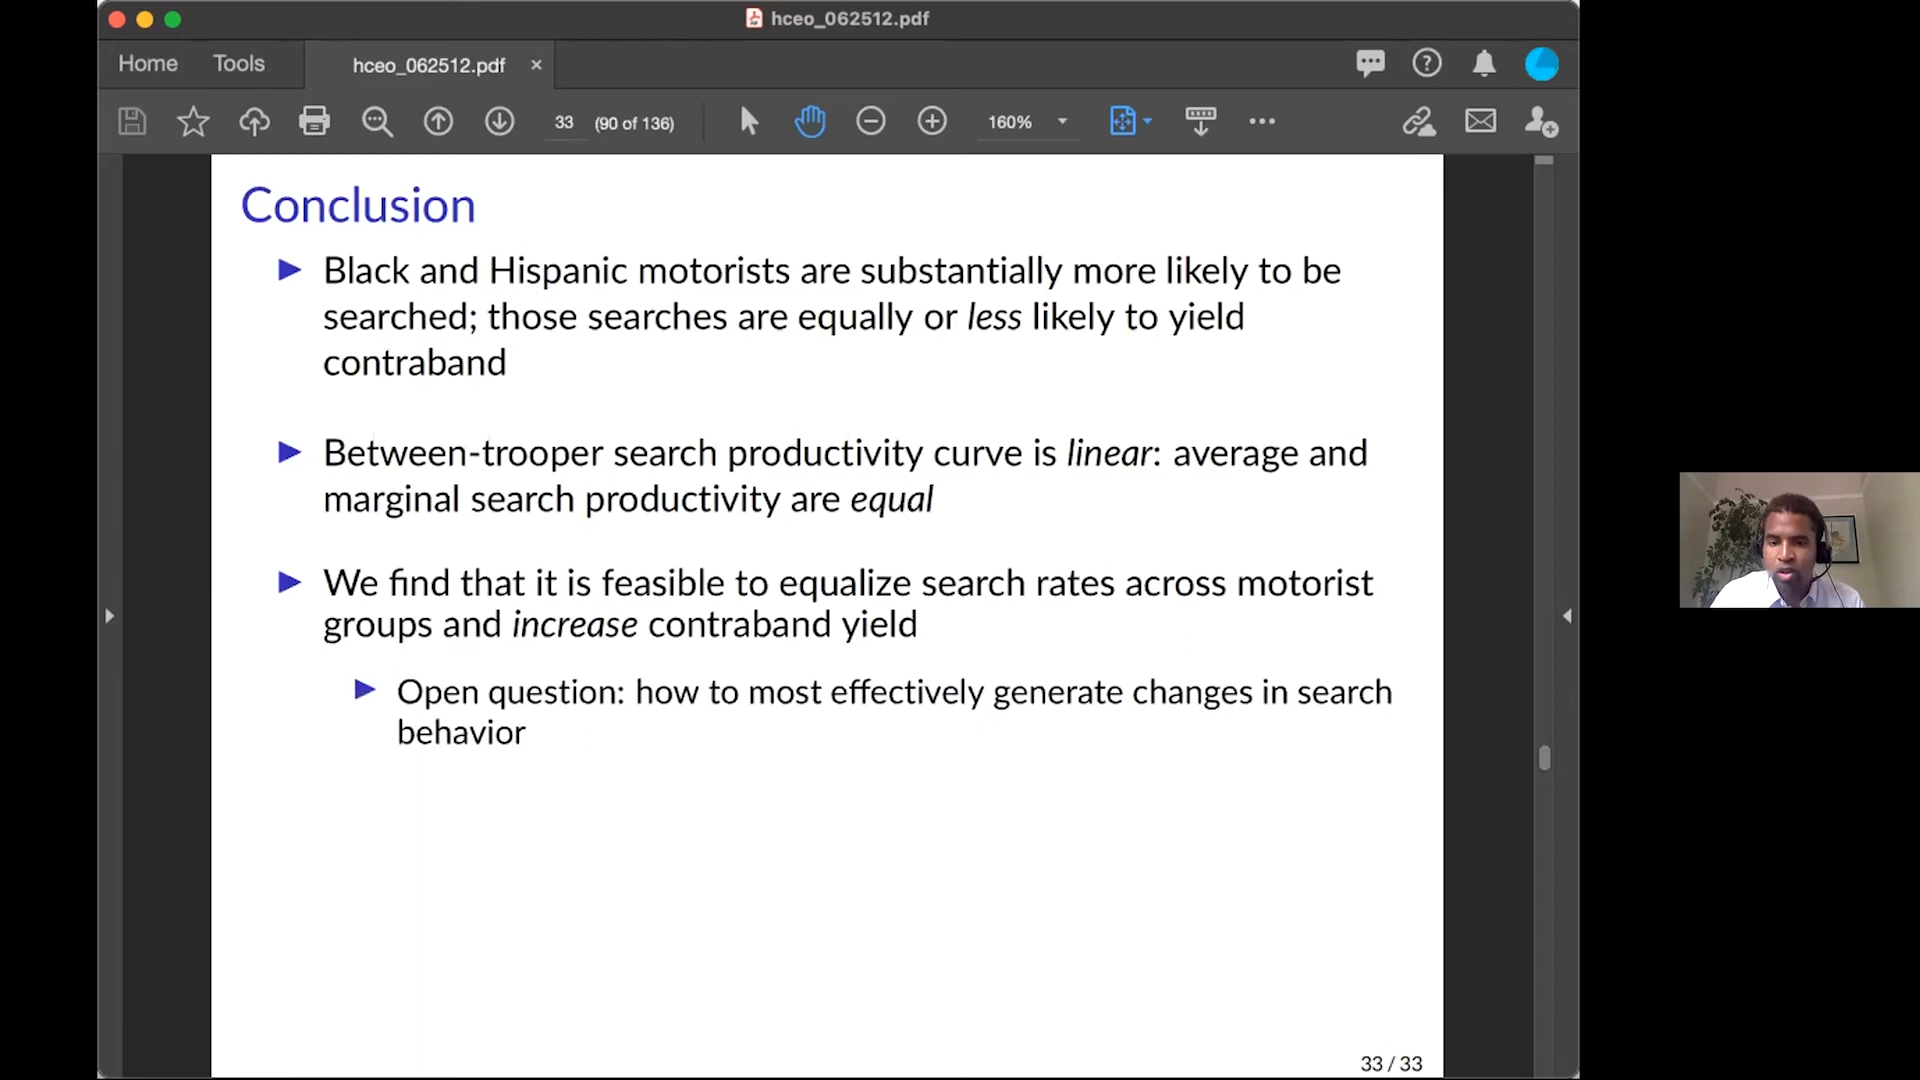 hceo_062512.pdf
Home
Tools
hceo_062512.pdf
33
(90 of 136)
160%
Conclusion
Black and Hispanic motorists are substantially more likely to be
searched; those searches are equally or less likely to yield
contraband
Between-trooper search productivity curve is linear: average and
marginal search productivity are equal
We find that it is feasible to equalize search rates across motorist
groups and increase contraband yield
Open question: how to most effectively generate changes in search
behavior
33 / 33